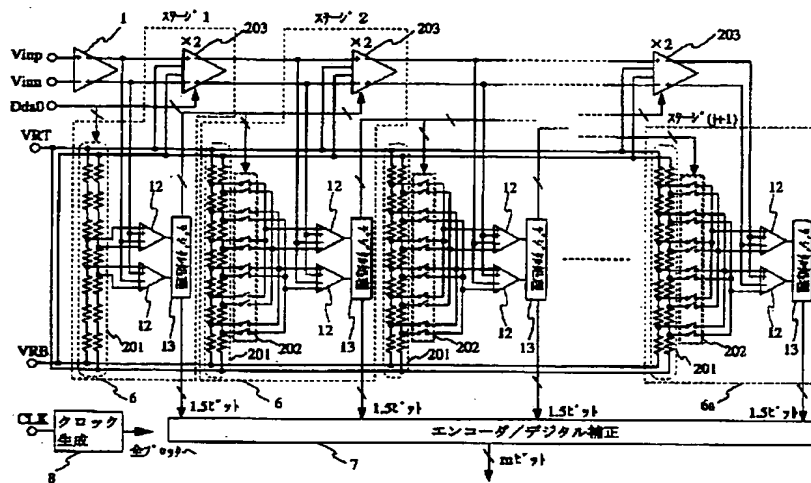 1
ステージ1
×2
203
ステージ2
×2
203
×2
203
Vinp
Vinn
Dda0
VRT
ステージ(j+1)
12
12
12
12
12
12
13
13
13
13
12
12
VRB
201
201
202
201
202
201
202
6
6
6a
1.5ビット
1.5ビット
1.5ビット
1.5ビット
CLK
クロック
生成
全ブロックへ
エンコーダ/デジタル補正
8
7
mビット